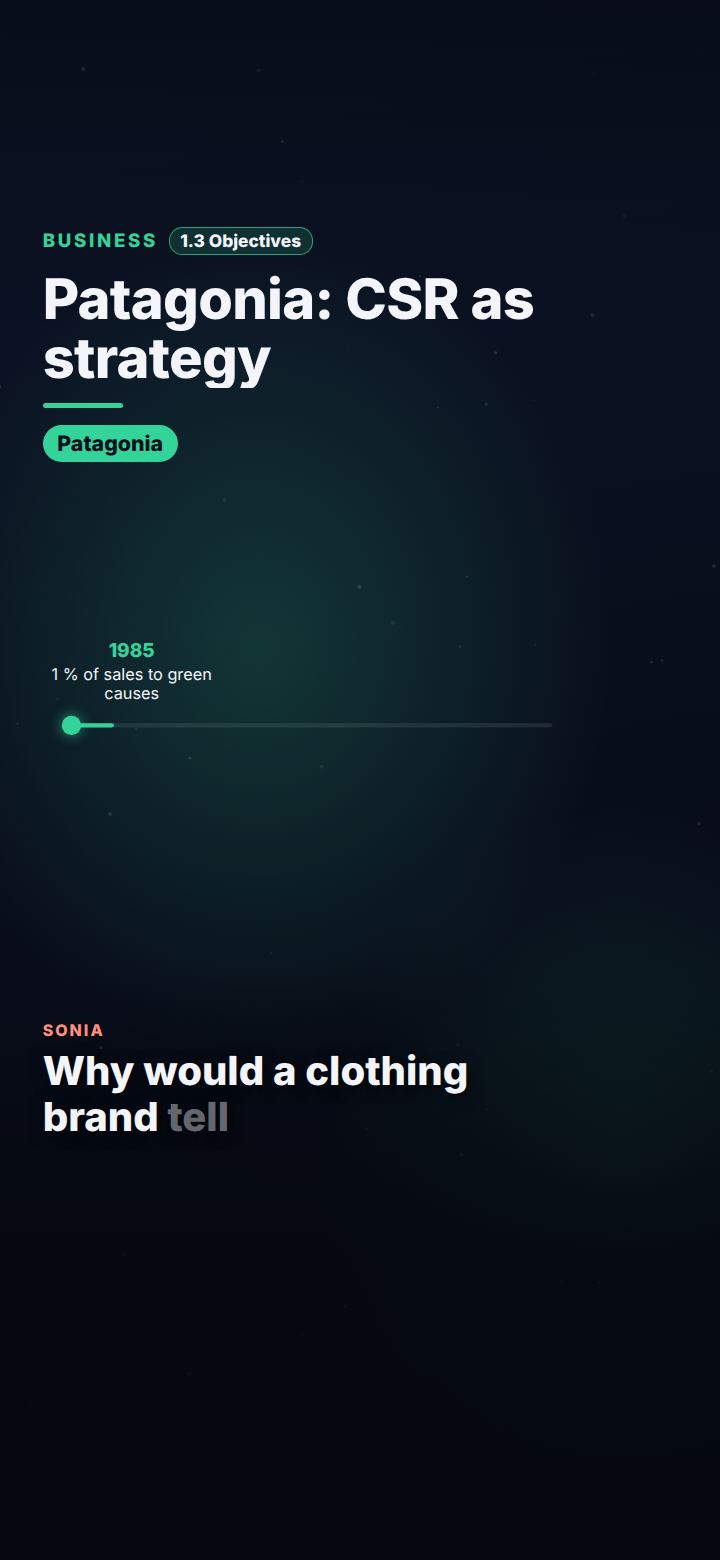 BUSINESS 1.3 Objectives
Patagonia: CSR as
strategy
Patagonia
1985
1 % of sales to green
causes
SONIA
Why would a clothing
brand tell